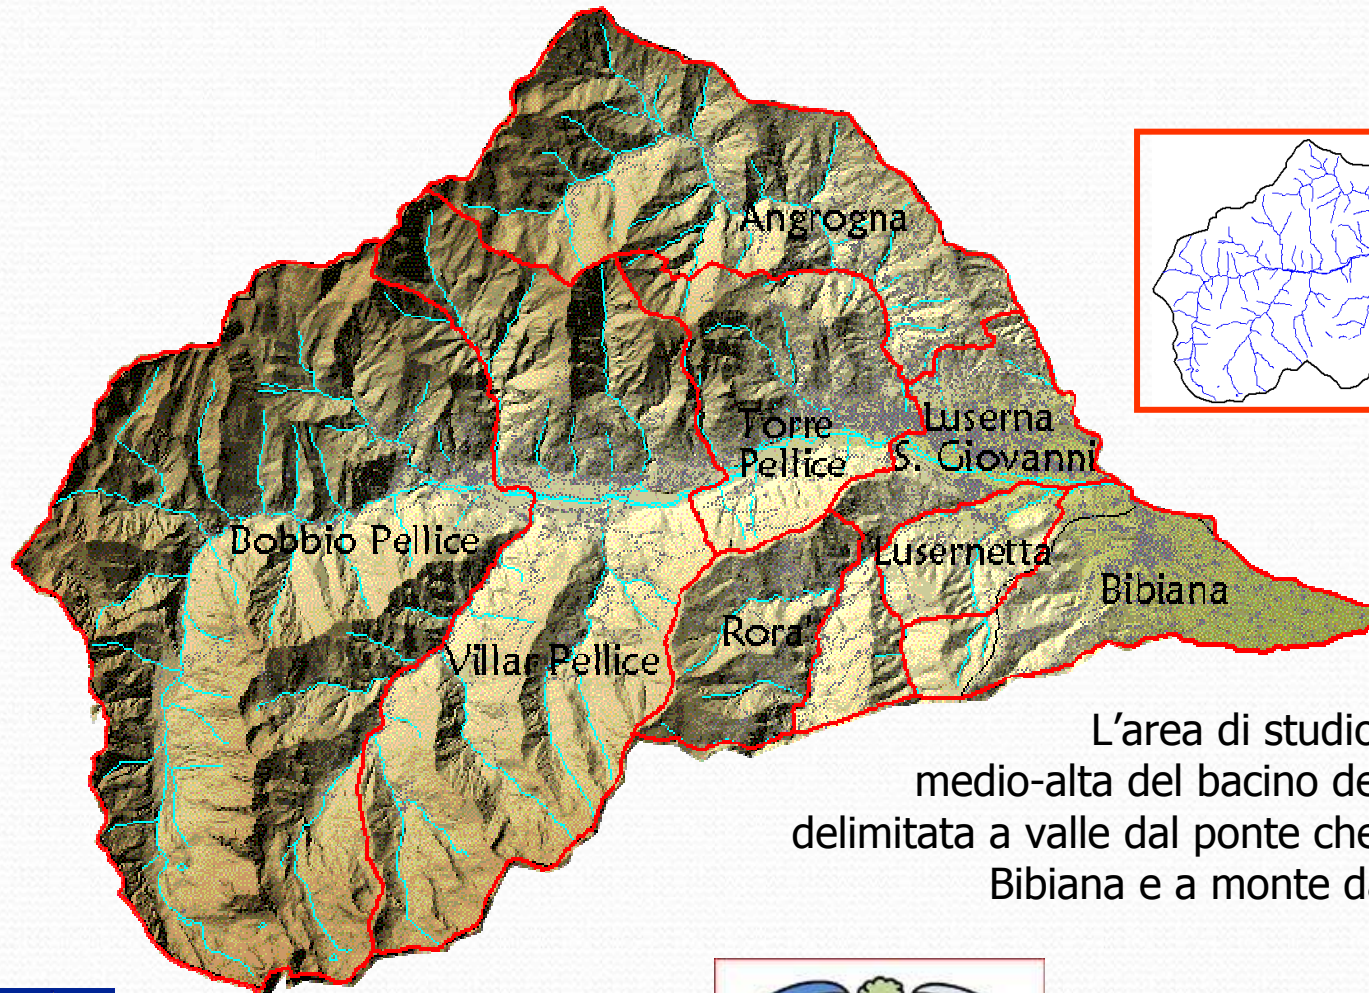 Angrogna
Torre
Pellice
Luserna
S. Giovanni
Bobbio Pellice
Lusernetta
Bibiana
Rora'
Villar Pellice
L’area di studio
medio-alta del bacino de
delimitata a valle dal ponte che
Bibiana e a monte da